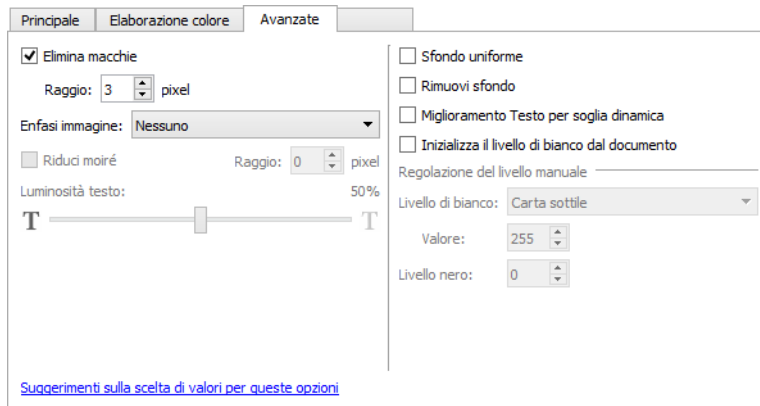 Principale Elaborazione colore Avanzate
Elimina macchie
Raggio: 3 pixel
Enfasi immagine: Nessuno
Riduci moiré Raggio: 0 pixel
Luminosità testo: 50%
T T
Suggerimenti sulla scelta di valori per queste opzioni
Sfondo uniforme
Rimuovi sfondo
Miglioramento Testo per soglia dinamica
Inizializza il livello di bianco dal documento
Regolazione del livello manuale
Livello di bianco: Carta sottile
Valore: 255
Livello nero: 0